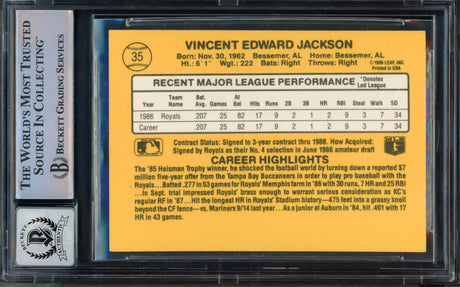 THE WORLD'S MOST TRUSTED
SOURCE IN COLLECTING™
BECKETT GRADING SERVICES
BECKETT
AUTHENTIC
35
VINCENT EDWARD JACKSON
Born: Nov. 30, 1962 Bessemer, AL Home: Bessemer, AL
Ht.: 6'1" Wgt.: 222 Bats: Right Throws: Right
© 1986 LEAF, INC.
Printed in USA
RECENT MAJOR LEAGUE PERFORMANCE *Denotes
Led League
Year Team Name Bat. Avg. Games At Bat Hits Runs 2B 3B HR RBI Steal Walk SO
1986 Royals .207 25 82 17 9 2 1 2 9 3 7 34
Career .207 25 82 17 9 2 1 2 9 3 7 34
Contract Status: Signed to 3-year contract thru 1988. How Acquired:
Signed by Royals as their No. 4 selection in June 1986 amateur draft
CAREER HIGHLIGHTS
The '85 Heisman Trophy winner, he shocked the football world by turning down a reported $7
million five-year offer from the Tampa Bay Buccaneers in order to play pro baseball with the
Royals... Batted .277 in 53 games for Royals' Memphis farm in '86 with 30 runs, 7 HR and 25 RBI
... In Sept. trial impressed Royals' brass enough to warrant serious consideration as KC's
regular RF in '87... Hit the longest HR in Royals' Stadium history—475 feet into a grassy knoll
beyond the CF fence—vs. Mariners 9/14 last year... As a junior at Auburn in '84, hit .401 with 17
HR in 43 games.